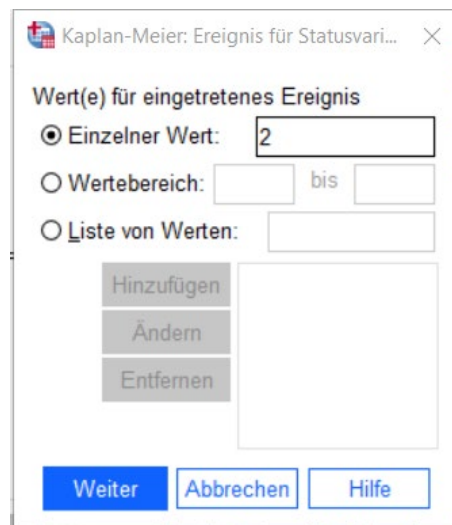 Kaplan-Meier: Ereignis für Statusvari...
Wert(e) für eingetretenes Ereignis
Einzelner Wert: 2
Wertebereich: bis
Liste von Werten:
Hinzufügen
Ändern
Entfernen
Weiter Abbrechen Hilfe